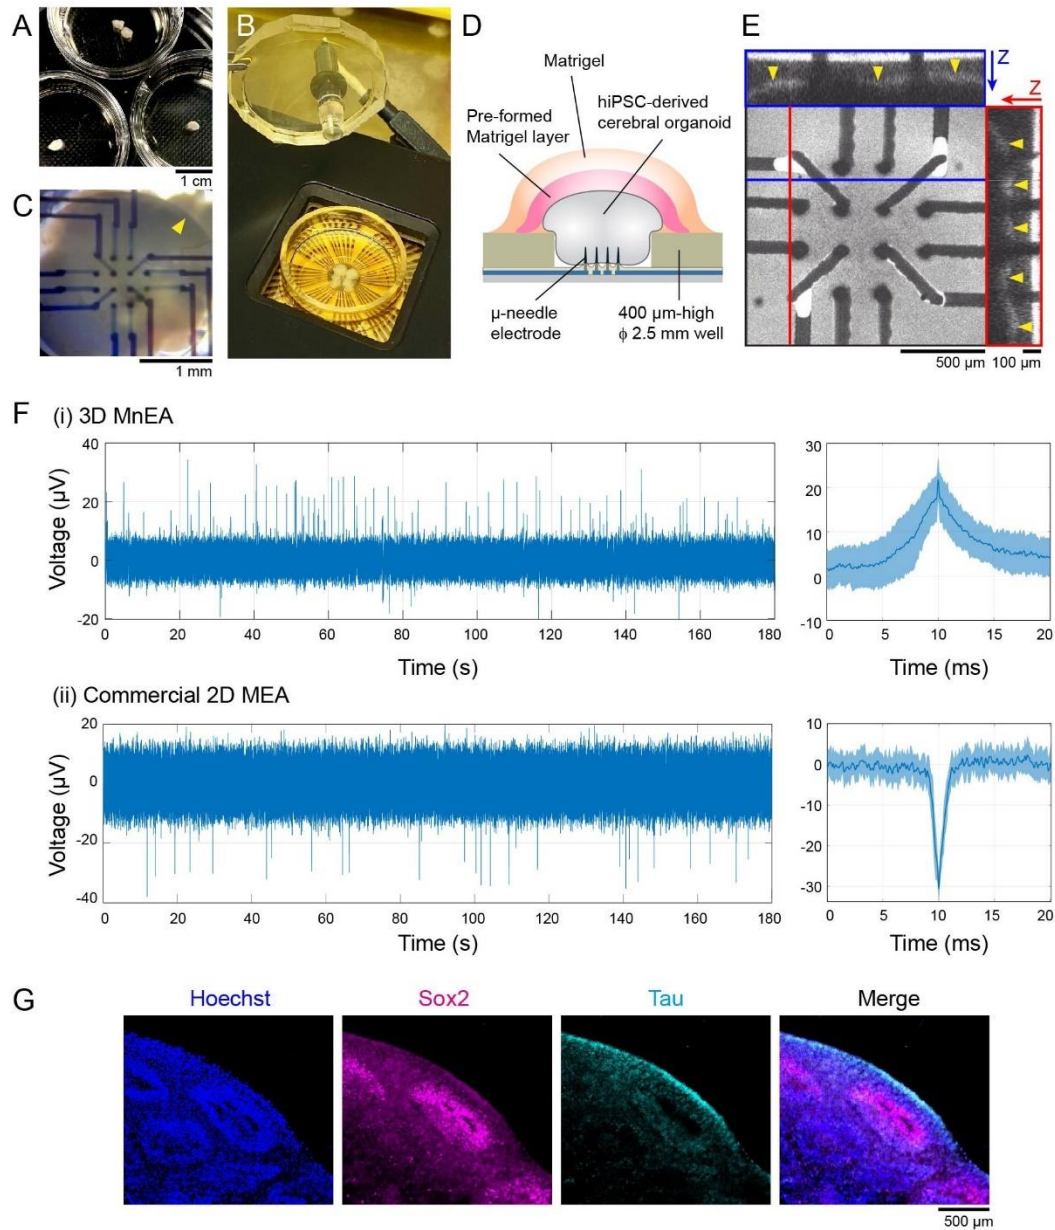 A
B
D
E
1 cm
C
1 mm
Matrigel
Pre-formed
Matrigel layer
hiPSC-derived
cerebral organoid
µ-needle
electrode
400 µm-high
ϕ 2.5 mm well
Z
Z
500 µm 100 µm
F (i) 3D MnEA
Voltage (µV)
40
20
0
-20
0 20 40 60 80 100 120 140 160 180
Time (s)
30
20
10
0
-10
0 5 10 15 20
Time (ms)
(ii) Commercial 2D MEA
Voltage (µV)
20
0
-20
-40
0 20 40 60 80 100 120 140 160 180
Time (s)
10
0
-10
-20
-30
0 5 10 15 20
Time (ms)
G
Hoechst Sox2 Tau Merge
500 µm